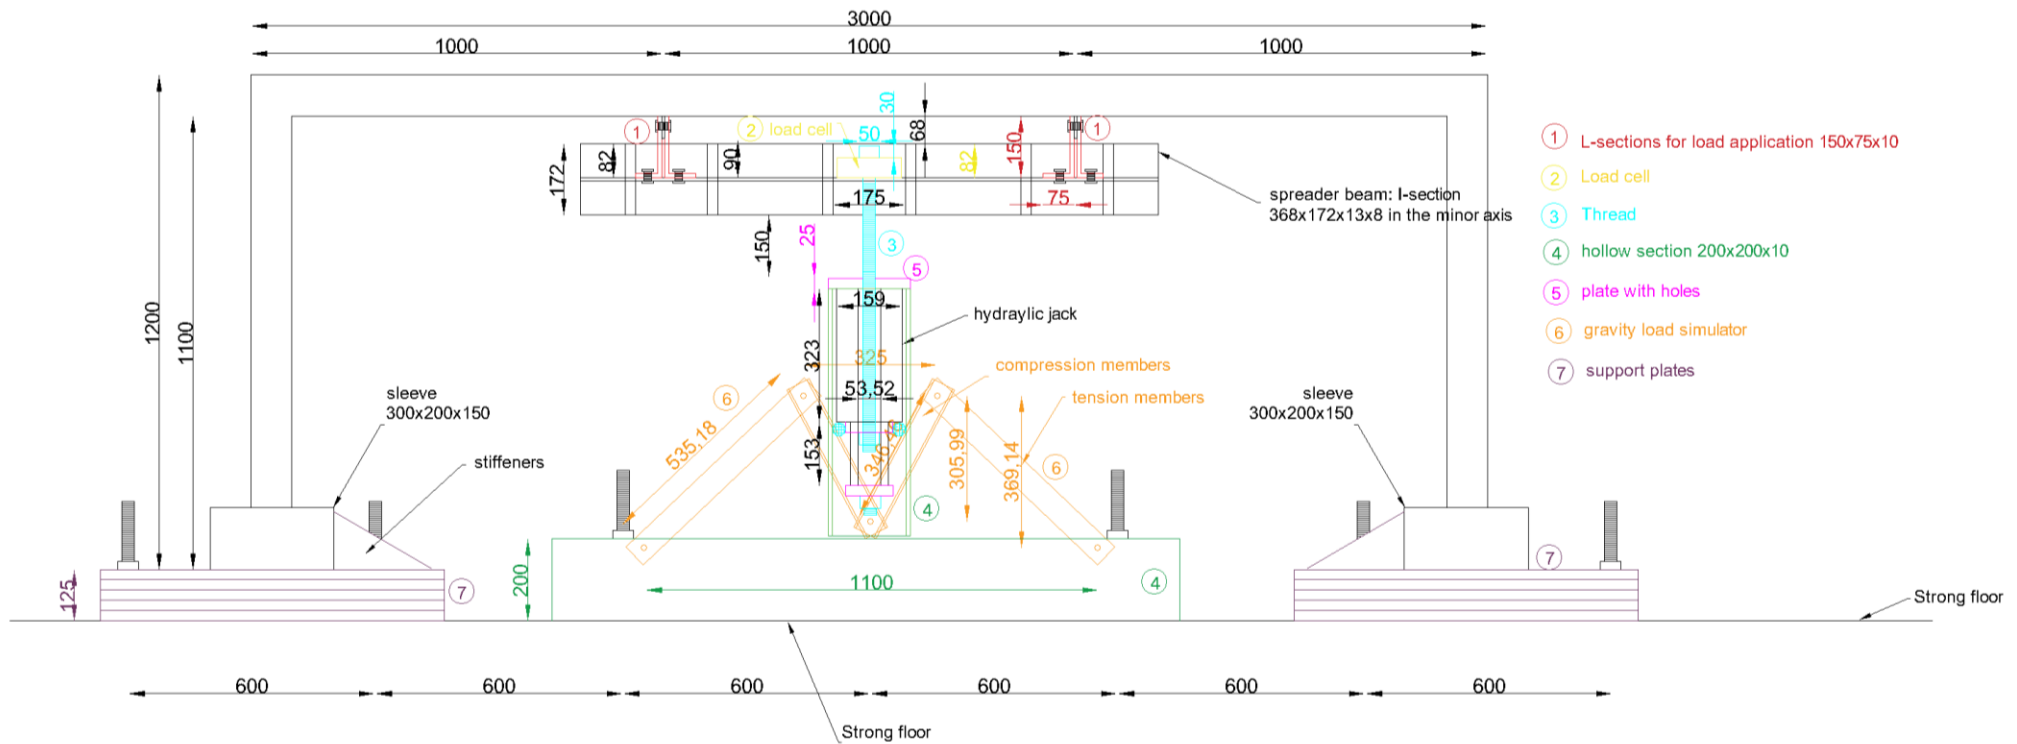 3000
1000
1000
1000
30
50
68
150
1
2
load cell
1
82
90
82
172
175
75
spreader beam: I-section
368x172x13x8 in the minor axis
1
L-sections for load application 150x75x10
2
Load cell
3
Thread
4
hollow section 200x200x10
5
plate with holes
6
gravity load simulator
7
support plates
150
25
3
5
159
hydraylic jack
1200
1100
323
325
compression members
53,52
tension members
6
sleeve
300x200x150
sleeve
300x200x150
535,18
346,49
153
305,99
369,14
6
stiffeners
4
7
125
7
200
1100
4
Strong floor
600
600
600
600
600
600
Strong floor